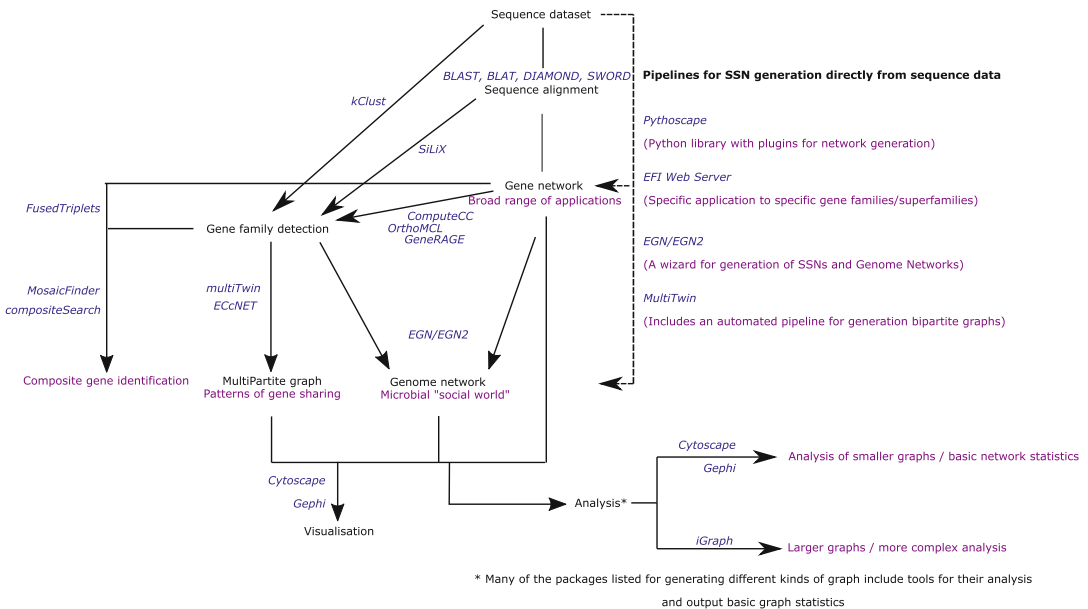 Sequence dataset
BLAST, BLAT, DIAMOND, SWORD
Pipelines for SSN generation directly from sequence data
Sequence alignment
kClust
Pythoscape
(Python library with plugins for network generation)
SiLiX
EFI Web Server
Gene network
Broad range of applications
(Specific application to specific gene families/superfamilies)
FusedTriplets
ComputeCC
OrthoMCL
GeneRAGE
Gene family detection
EGN/EGN2
(A wizard for generation of SSNs and Genome Networks)
MosaicFinder
compositeSearch
multiTwin
ECcNET
MultiTwin
(Includes an automated pipeline for generation bipartite graphs)
EGN/EGN2
Composite gene identification
MultiPartite graph
Patterns of gene sharing
Genome network
Microbial "social world"
Cytoscape
Gephi
Analysis of smaller graphs / basic network statistics
Cytoscape
Gephi
Analysis*
Visualisation
iGraph
Larger graphs / more complex analysis
* Many of the packages listed for generating different kinds of graph include tools for their analysis
and output basic graph statistics